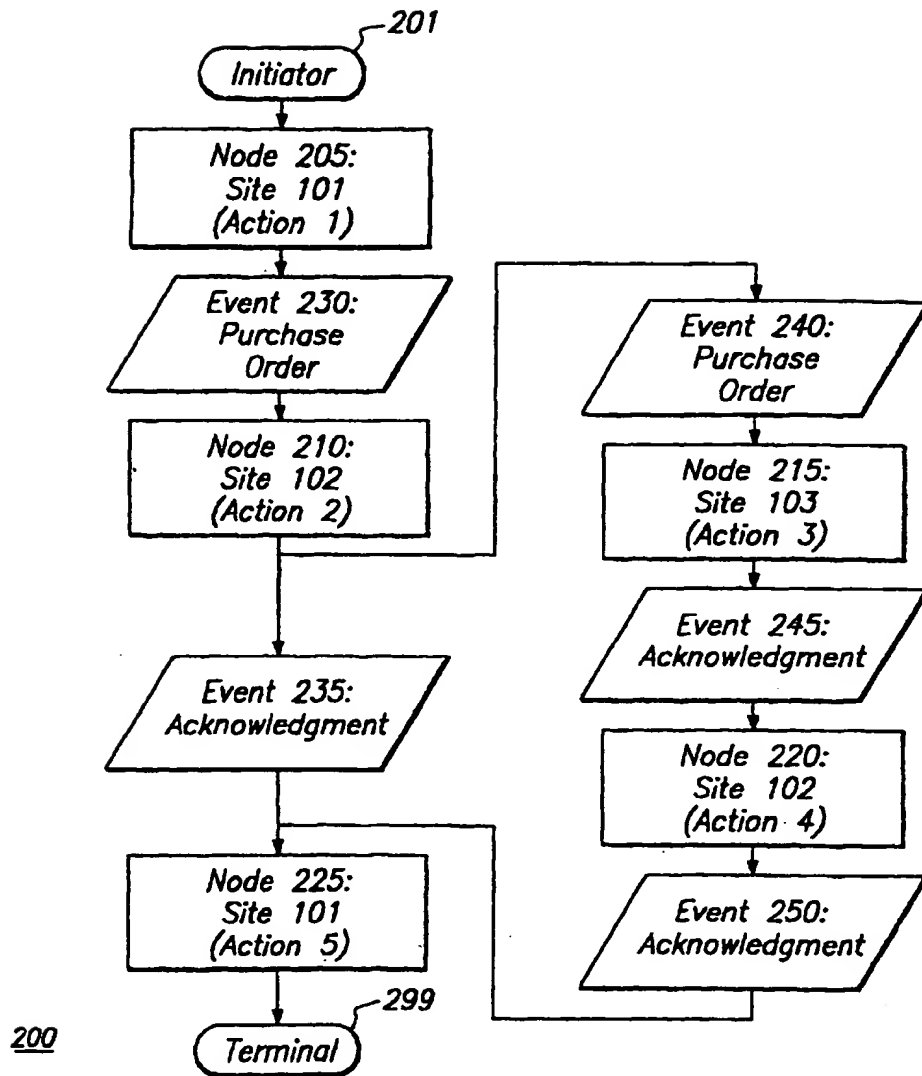 201
Initiator
Node 205:
Site 101
(Action 1)
Event 230:
Purchase
Order
Node 210:
Site 102
(Action 2)
Event 235:
Acknowledgment
Node 225:
Site 101
(Action 5)
299
Terminal
200
Event 240:
Purchase
Order
Node 215:
Site 103
(Action 3)
Event 245:
Acknowledgment
Node 220:
Site 102
(Action 4)
Event 250:
Acknowledgment